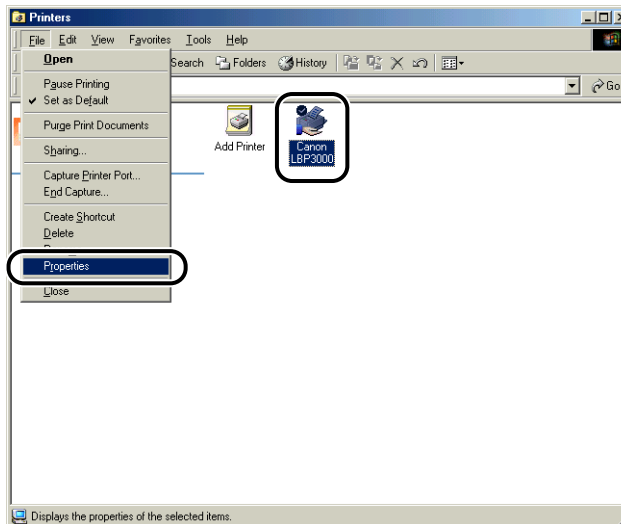 Printers
File Edit View Favorites Tools Help
Search Folders History
Go
Open
Pause Printing
Set as Default
Purge Print Documents
Sharing...
Capture Printer Port...
End Capture...
Create Shortcut
Delete
Properties
Close
Add Printer
Canon
LBP3000
Displays the properties of the selected items.